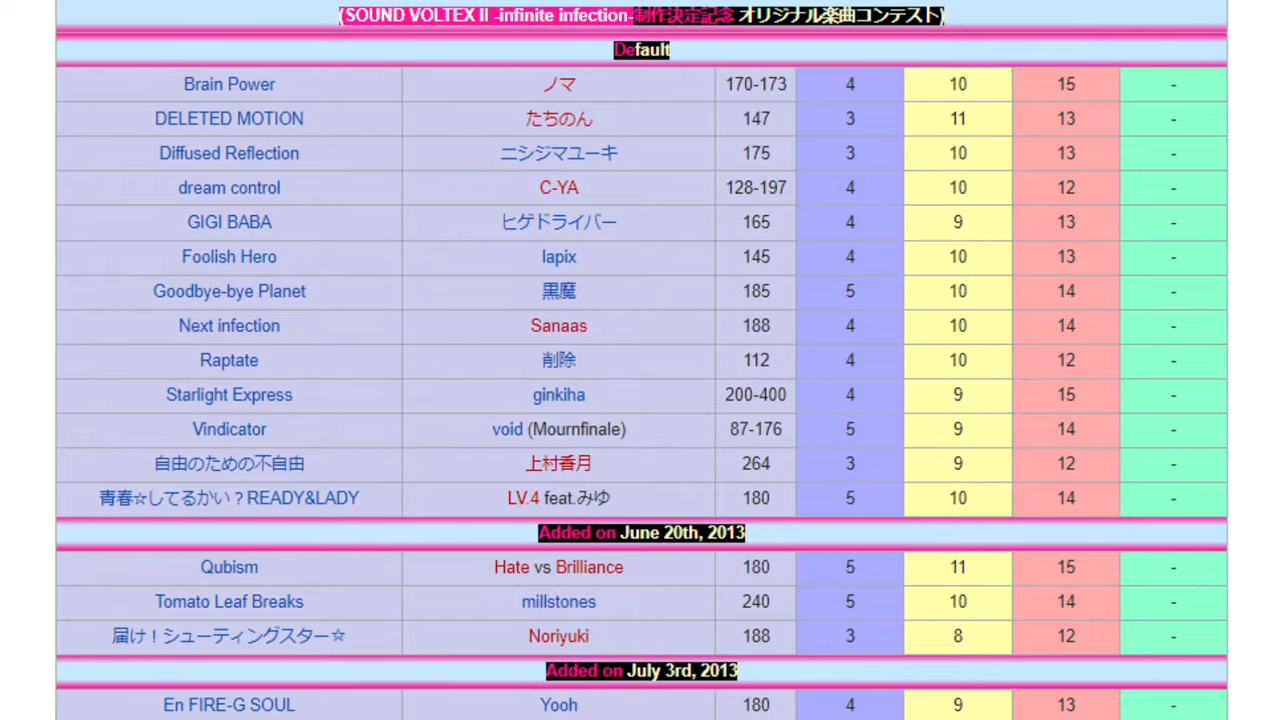 (SOUND VOLTEX II -infinite infection-制作決定記念 オリジナル楽曲コンテスト)
Default
Brain Power ノマ 170-173 4 10 15 -
DELETED MOTION たちのん 147 3 11 13 -
Diffused Reflection ニシジマユーキ 175 3 10 13 -
dream control C-YA 128-197 4 10 12 -
GIGI BABA ヒゲドライバー 165 4 9 13 -
Foolish Hero lapix 145 4 10 13 -
Goodbye-bye Planet 黒魔 185 5 10 14 -
Next infection Sanaas 188 4 10 14 -
Raptate 削除 112 4 10 12 -
Starlight Express ginkiha 200-400 4 9 15 -
Vindicator void (Mournfinale) 87-176 5 9 14 -
自由のための不自由 上村香月 264 3 9 12 -
青春☆してるかい？READY&LADY LV.4 feat.みゆ 180 5 10 14 -
Added on June 20th, 2013
Qubism Hate vs Brilliance 180 5 11 15 -
Tomato Leaf Breaks millstones 240 5 10 14 -
届け！シューティングスター☆ Noriyuki 188 3 8 12 -
Added on July 3rd, 2013
En FIRE-G SOUL Yooh 180 4 9 13 -